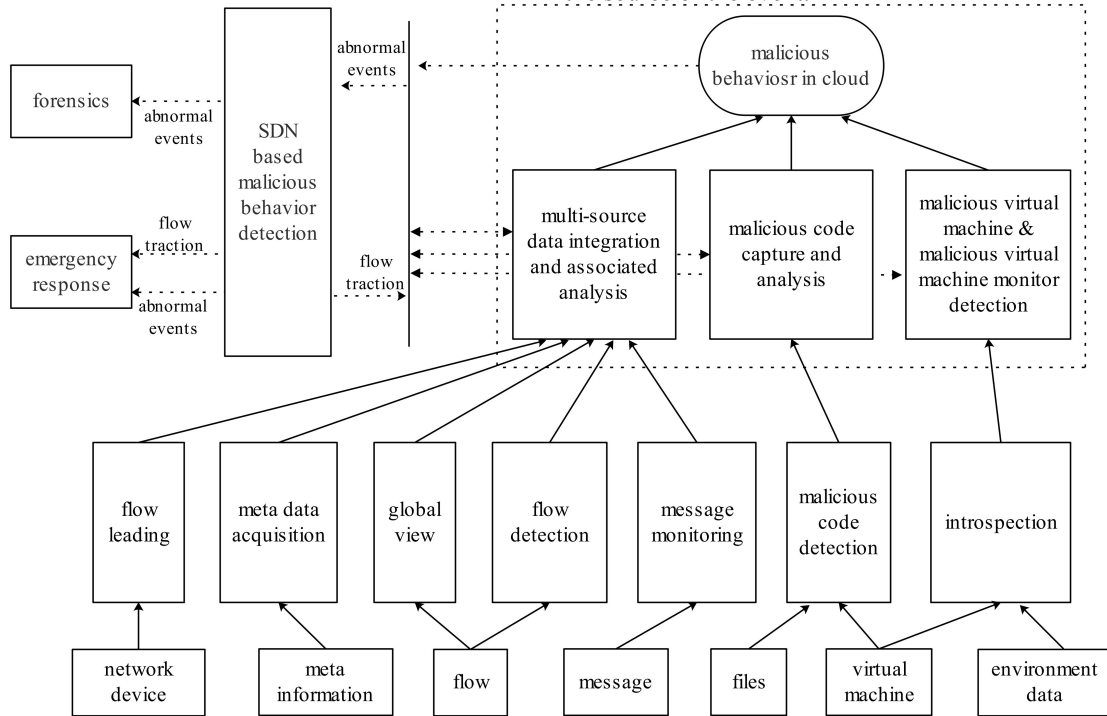 malicious
behaviosr in cloud
abnormal
events
forensics
abnormal
events
SDN
based
malicious
behavior
detection
flow
traction
emergency
response
abnormal
events
flow
traction
multi-source
data integration
and associated
analysis
malicious code
capture and
analysis
malicious virtual
machine &
malicious virtual
machine monitor
detection
flow
leading
meta data
acquisition
global
view
flow
detection
message
monitoring
malicious
code
detection
introspection
network
device
meta
information
flow
message
files
virtual
machine
environment
data